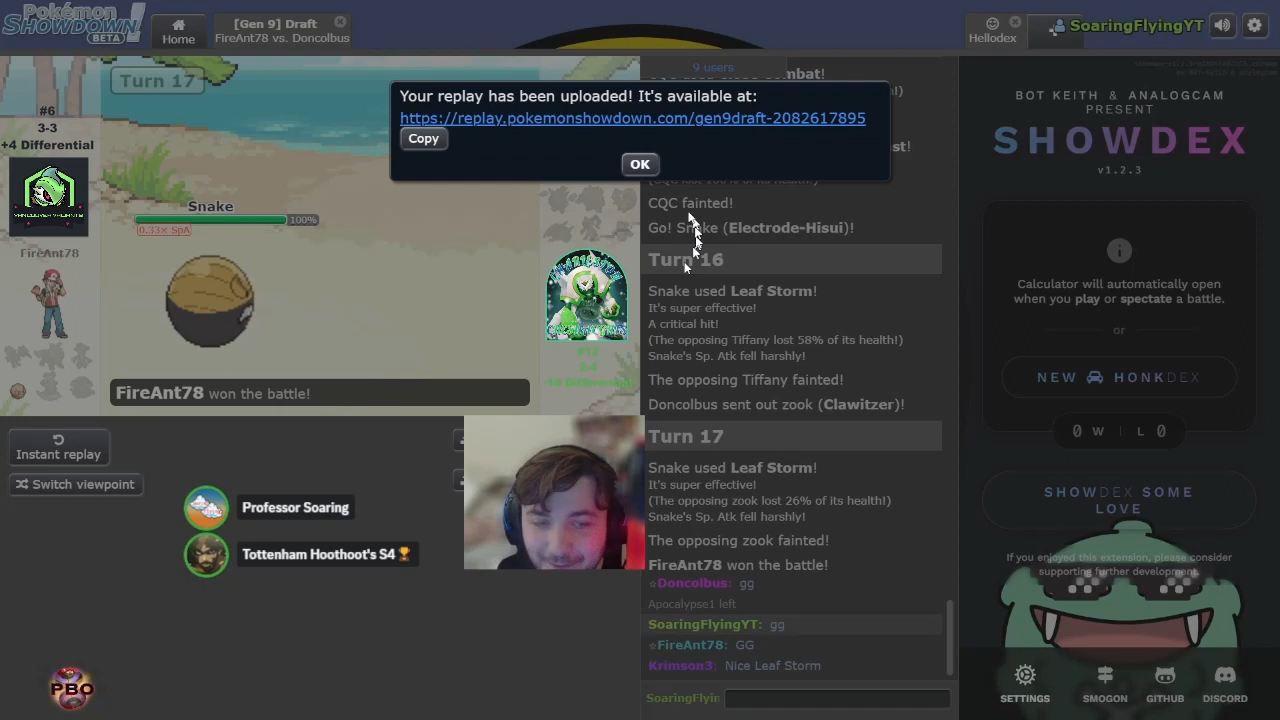 Pokémon
SHOWDOWN!
BETA
Home
[Gen 9] Draft
FireAnt78 vs. Doncolbus
Hellodex
SoaringFlyingYT
Turn 17
#6
3-3
+4 Differential
VANCOUVER VALIANTS
FireAnt78
Snake
100%
0.33× SpA
#12
2-4
FireAnt78 won the battle!
Instant replay
Switch viewpoint
Professor Soaring
Tottenham Hoothoot's S4
PBO
9 users
Your replay has been uploaded! It's available at:
https://replay.pokemonshowdown.com/gen9draft-2082617895
Copy
OK
CQC fainted!
Go! Snake (Electrode-Hisui)!
Turn 16
Snake used Leaf Storm!
It's super effective!
A critical hit!
(The opposing Tiffany lost 58% of its health!)
Snake's Sp. Atk fell harshly!
The opposing Tiffany fainted!
Doncolbus sent out zook (Clawitzer)!
Turn 17
Snake used Leaf Storm!
It's super effective!
(The opposing zook lost 26% of its health!)
Snake's Sp. Atk fell harshly!
The opposing zook fainted!
FireAnt78 won the battle!
☆Doncolbus: gg
Apocalypse1 left
SoaringFlyingYT: gg
☆FireAnt78: GG
Krimson3: Nice Leaf Storm
SoaringFlyin
BOT KEITH & ANALOGCAM
PRESENT
SHOWDEX
v1.2.3
Calculator will automatically open
when you play or spectate a battle.
or
NEW HONKDEX
0 W | L 0
SHOWDEX SOME
LOVE
If you enjoyed this extension, please consider
supporting further development.
SETTINGS
SMOGON
GITHUB
DISCORD